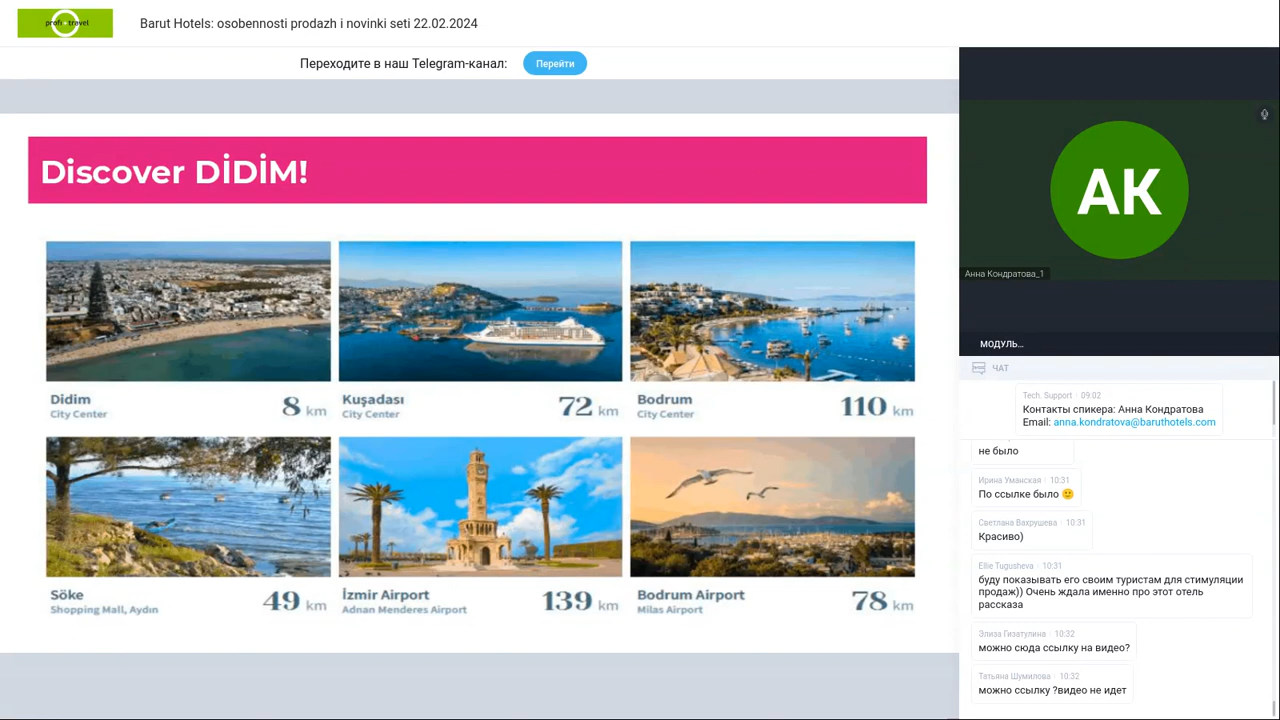 profi travel
Barut Hotels: osobennosti prodazh i novinki seti 22.02.2024
Переходите в наш Telegram-канал:
Перейти
Discover DİDİM!
Didim
City Center
8 km
Kuşadası
City Center
72 km
Bodrum
City Center
110 km
Söke
Shopping Mall, Aydın
49 km
İzmir Airport
Adnan Menderes Airport
139 km
Bodrum Airport
Milas Airport
78 km
АК
Анна Кондратова_1
МОДУЛЬ...
ЧАТ
Tech. Support 09:02
Контакты спикера: Анна Кондратова
Email: anna.kondratova@baruthotels.com
не было
Ирина Уманская 10:31
По ссылке было 🙂
Светлана Вахрушева 10:31
Красиво)
Ellie Tugusheva 10:31
буду показывать его своим туристам для стимуляции
продаж)) Очень ждала именно про этот отель
рассказа
Элиза Гизатулина 10:32
можно сюда ссылку на видео?
Татьяна Шумилова 10:32
можно ссылку ?видео не идет